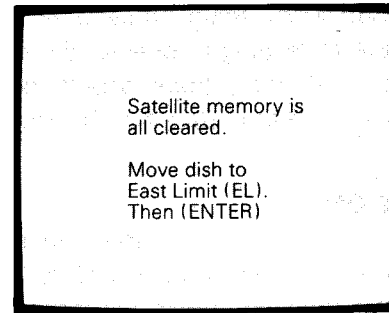 Satellite memory is
all cleared.
Move dish to
East Limit (EL).
Then (ENTER)